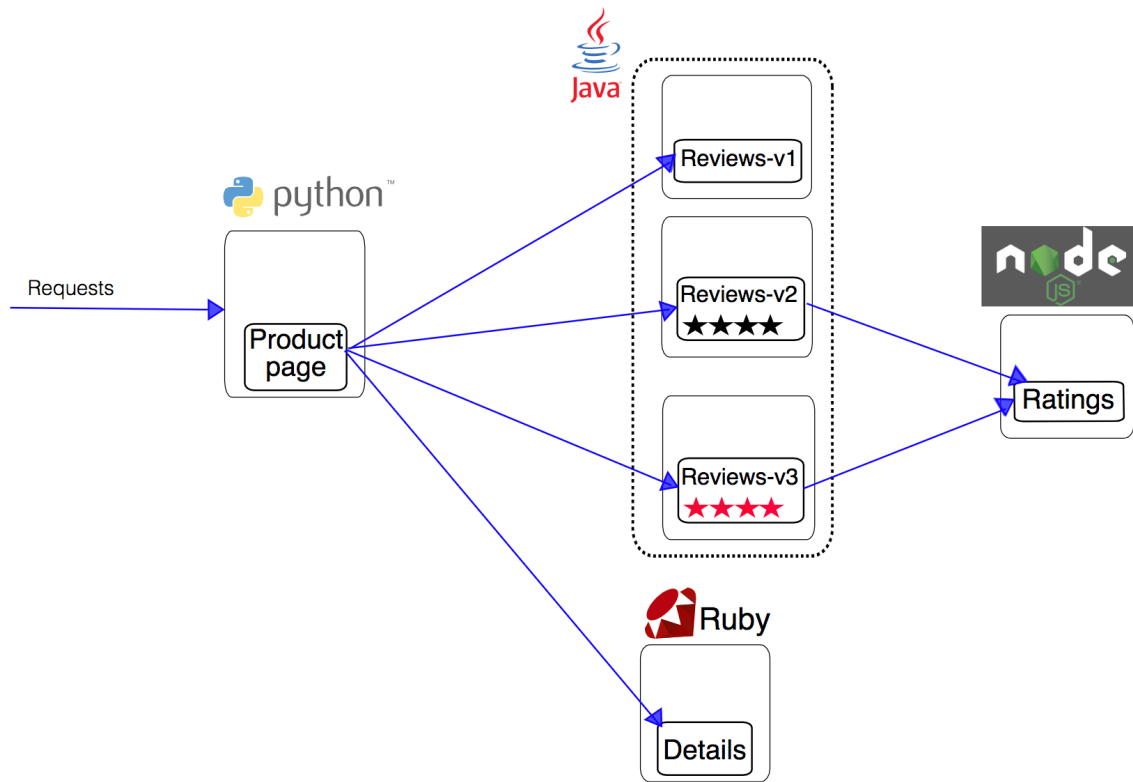 Java
Reviews-v1
python™
node
JS
Requests
Reviews-v2
Product
page
Ratings
Reviews-v3
Ruby
Details